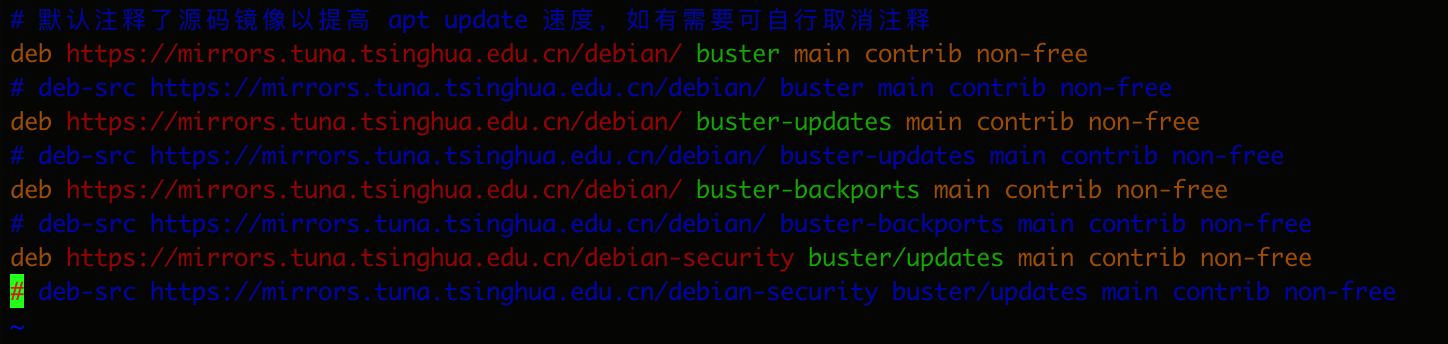 # 默认注释了源码镜像以提高 apt update 速度，如有需要可自行取消注释
deb https://mirrors.tuna.tsinghua.edu.cn/debian/ buster main contrib non-free
# deb-src https://mirrors.tuna.tsinghua.edu.cn/debian/ buster main contrib non-free
deb https://mirrors.tuna.tsinghua.edu.cn/debian/ buster-updates main contrib non-free
# deb-src https://mirrors.tuna.tsinghua.edu.cn/debian/ buster-updates main contrib non-free
deb https://mirrors.tuna.tsinghua.edu.cn/debian/ buster-backports main contrib non-free
# deb-src https://mirrors.tuna.tsinghua.edu.cn/debian/ buster-backports main contrib non-free
deb https://mirrors.tuna.tsinghua.edu.cn/debian-security buster/updates main contrib non-free
# deb-src https://mirrors.tuna.tsinghua.edu.cn/debian-security buster/updates main contrib non-free
~